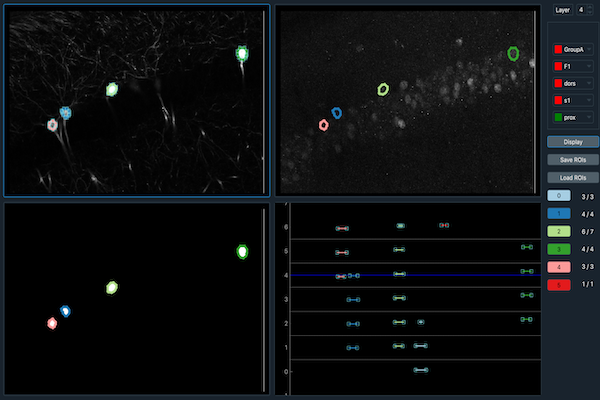 Layer 4
GroupA
F1
dors
s1
prox
Display
Save ROIs
Load ROIs
0 3 / 3
1 4 / 4
2 6 / 7
3 4 / 4
4 3 / 3
5 1 / 1
7
6
5
4
3
2
1
0